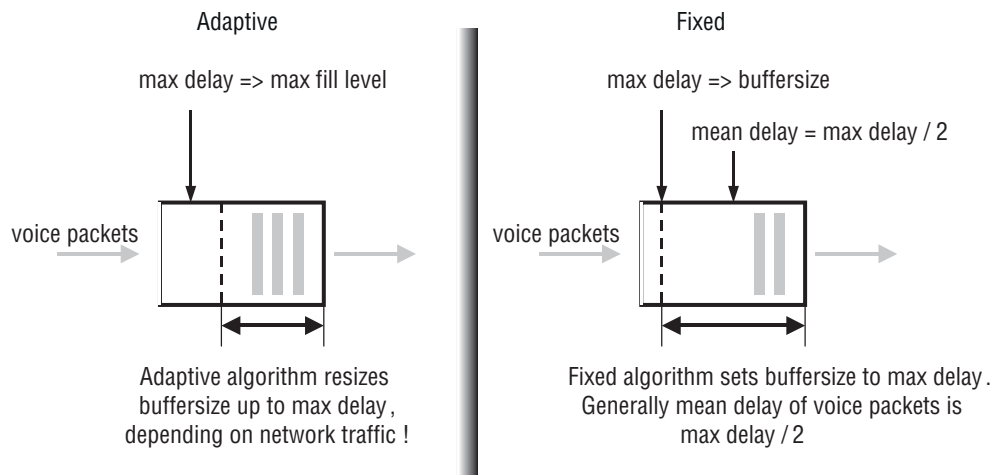 Adaptive
max delay => max fill level
voice packets
Adaptive algorithm resizes
buffersize up to max delay ,
depending on network traffic !
Fixed
max delay => buffersize
mean delay = max delay / 2
voice packets
Fixed algorithm sets buffersize to max delay .
Generally mean delay of voice packets is
max delay / 2